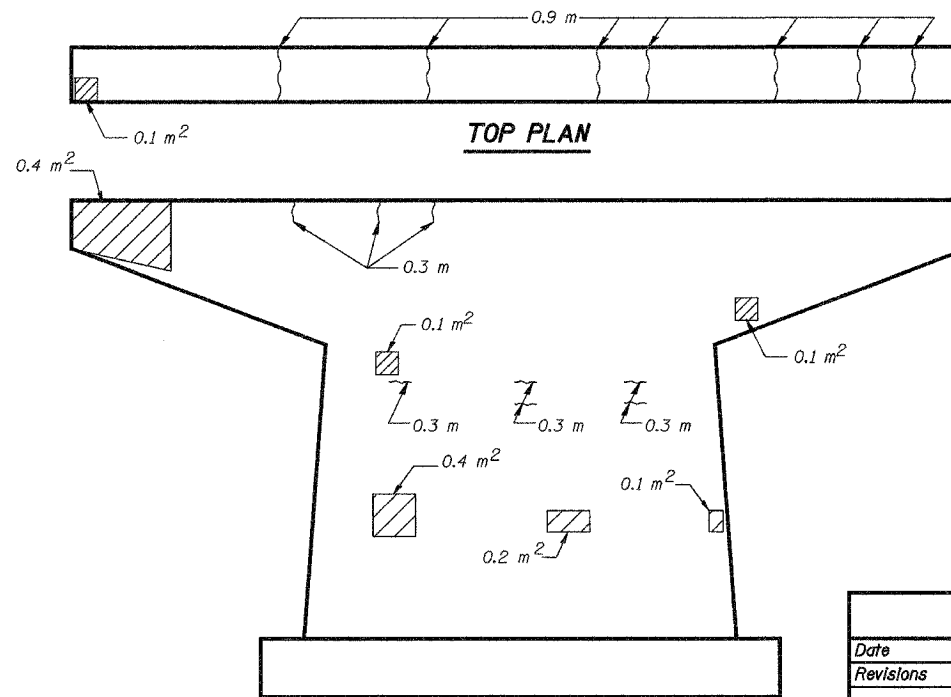 0.9 m
0.1 m²
TOP PLAN
0.4 m²
0.3 m
0.1 m²
0.1 m²
0.3 m
0.3 m
0.3 m
0.4 m²
0.1 m²
0.2 m²
Date
Revisions